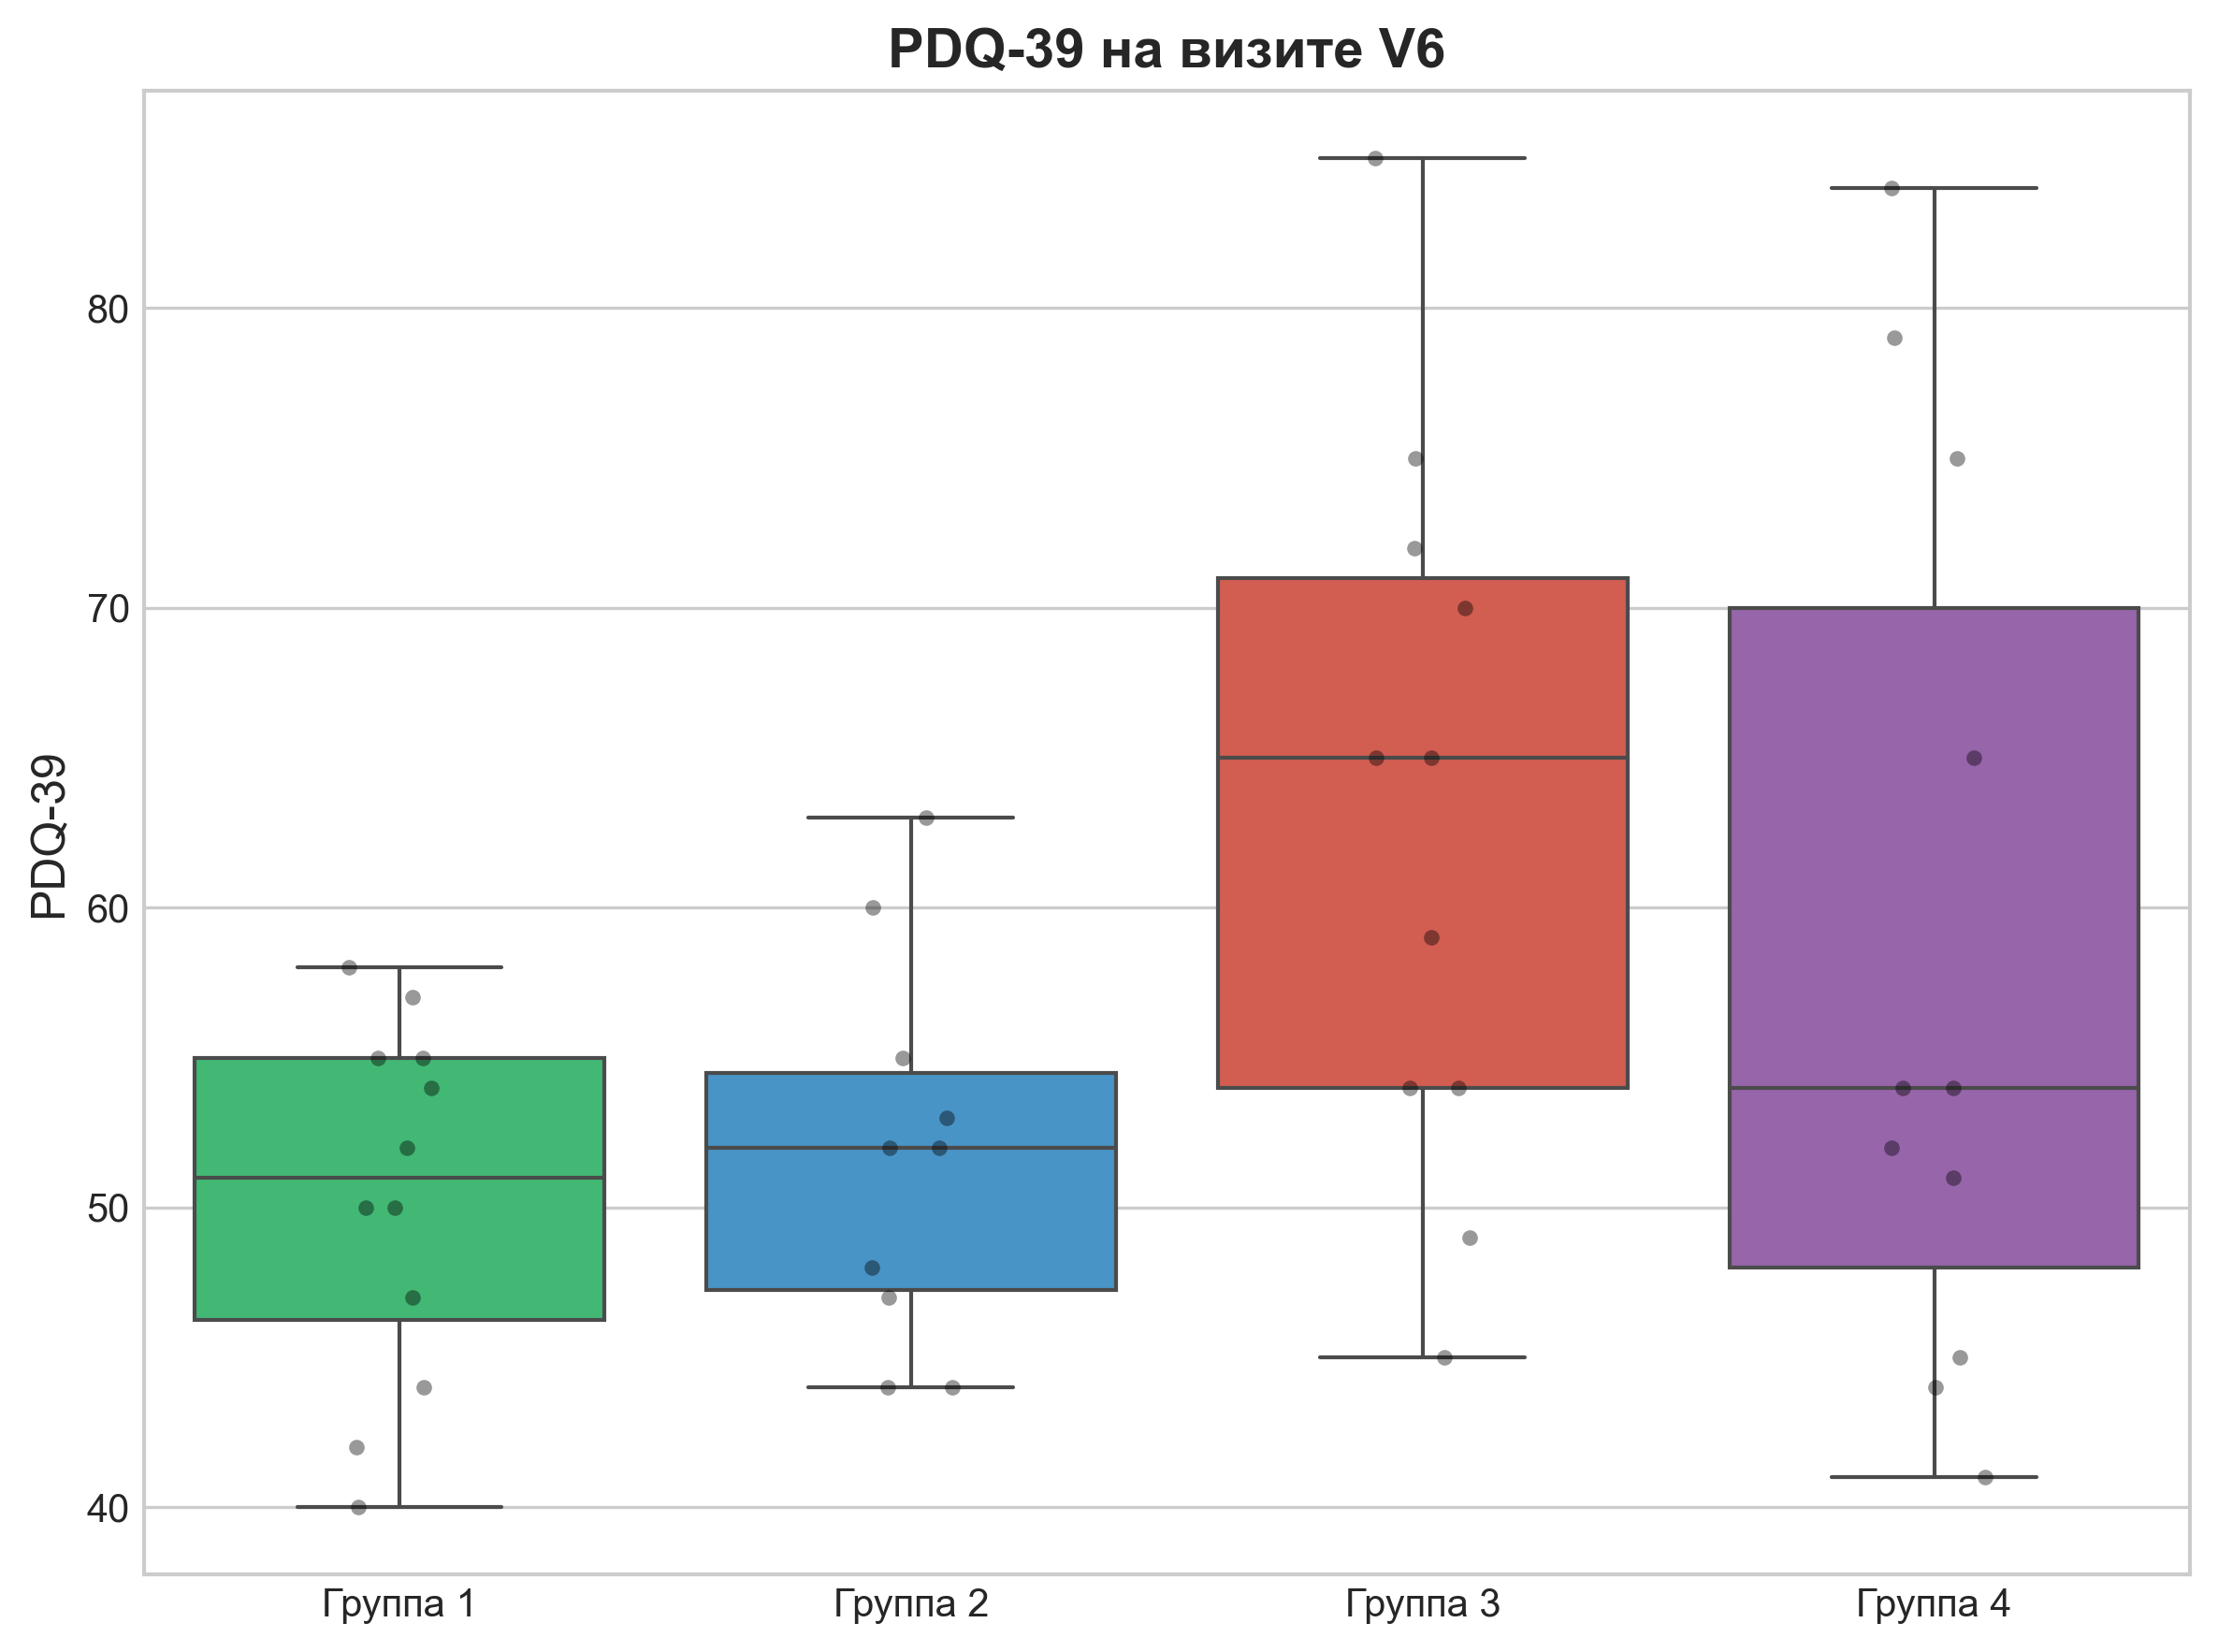 PDQ-39 на визите V6
PDQ-39
80
70
60
50
40
Группа 1
Группа 2
Группа 3
Группа 4